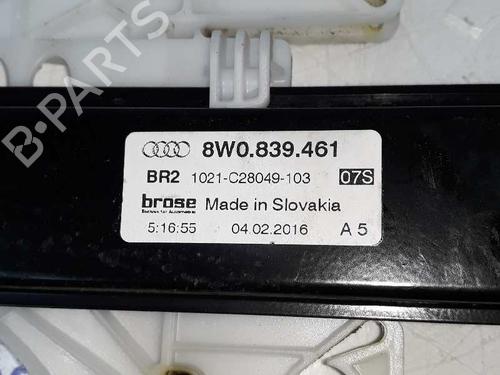 8W0.839.461
BR2 1021-C28049-103 07S
brose Made in Slovakia
5:16:55 04.02.2016 A 5
B-PARTS